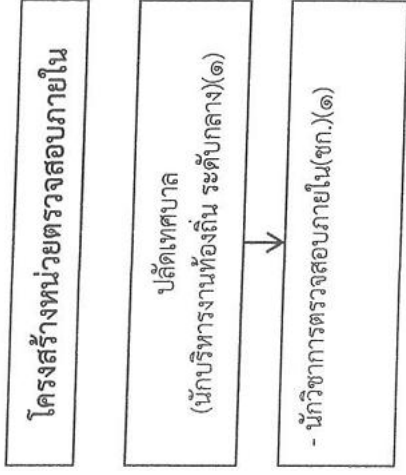 โครงสร้างหน่วยตรวจสอบภายใน
ปลัดเทศบาล
(นักบริหารงานท้องถิ่น ระดับกลาง)(๑)
- นักวิชาการตรวจสอบภายใน(ชก.)(๑)